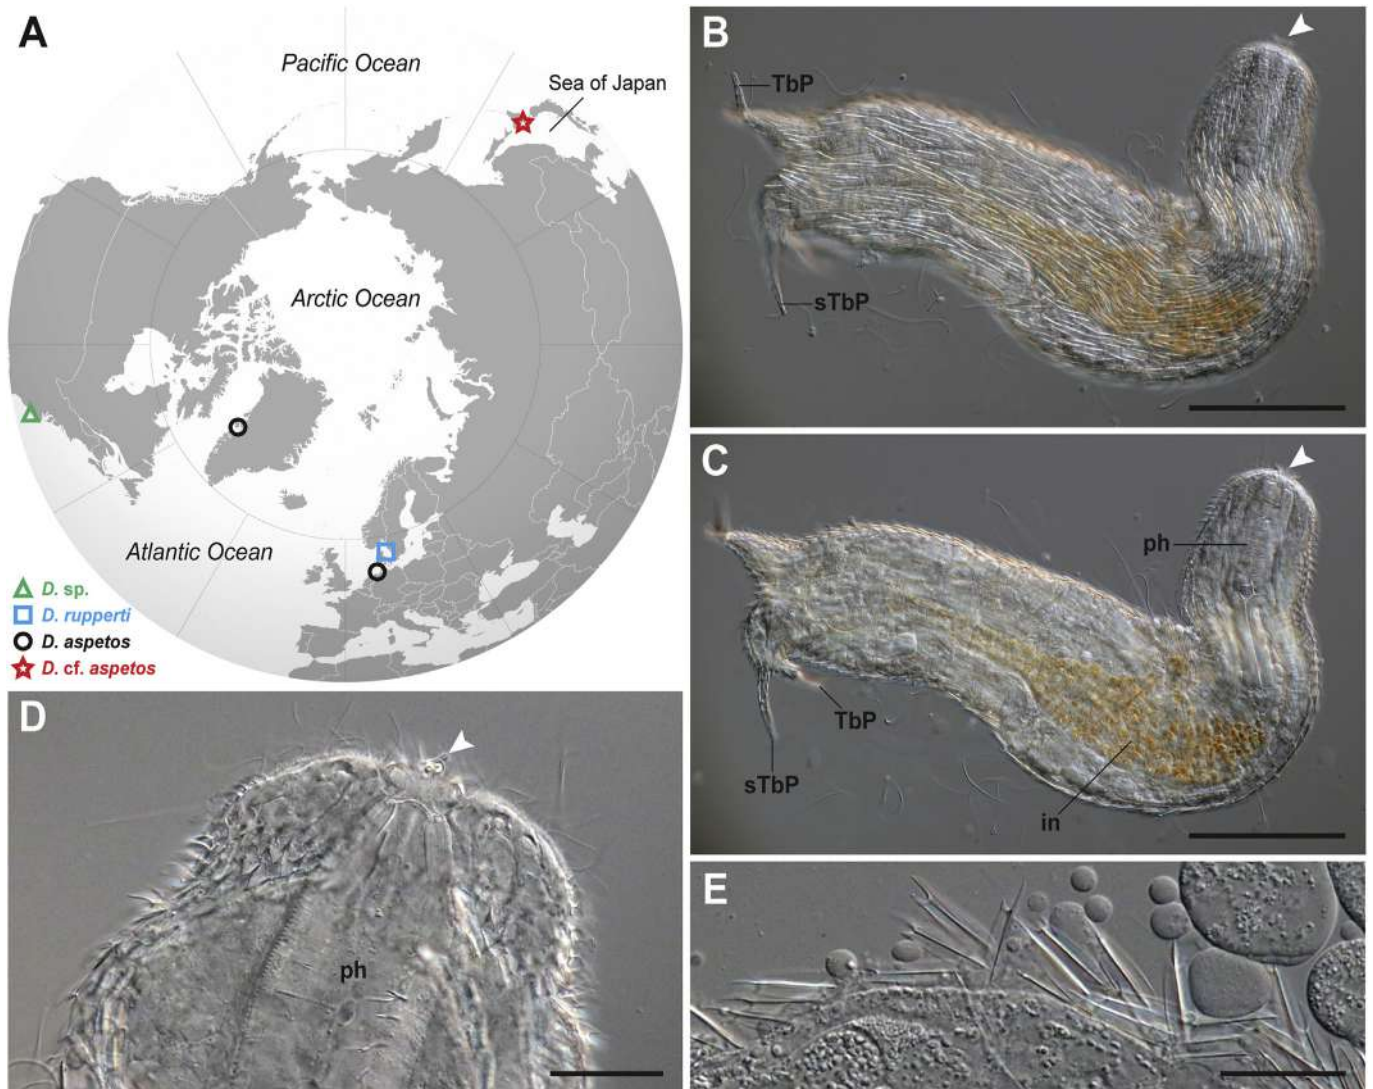 A
Pacific Ocean
Sea of Japan
Arctic Ocean
Atlantic Ocean
D. sp.
D. rupperti
D. aspetos
D. cf. aspetos
B
TbP
sTbP
C
ph
TbP
sTbP
in
D
ph
E